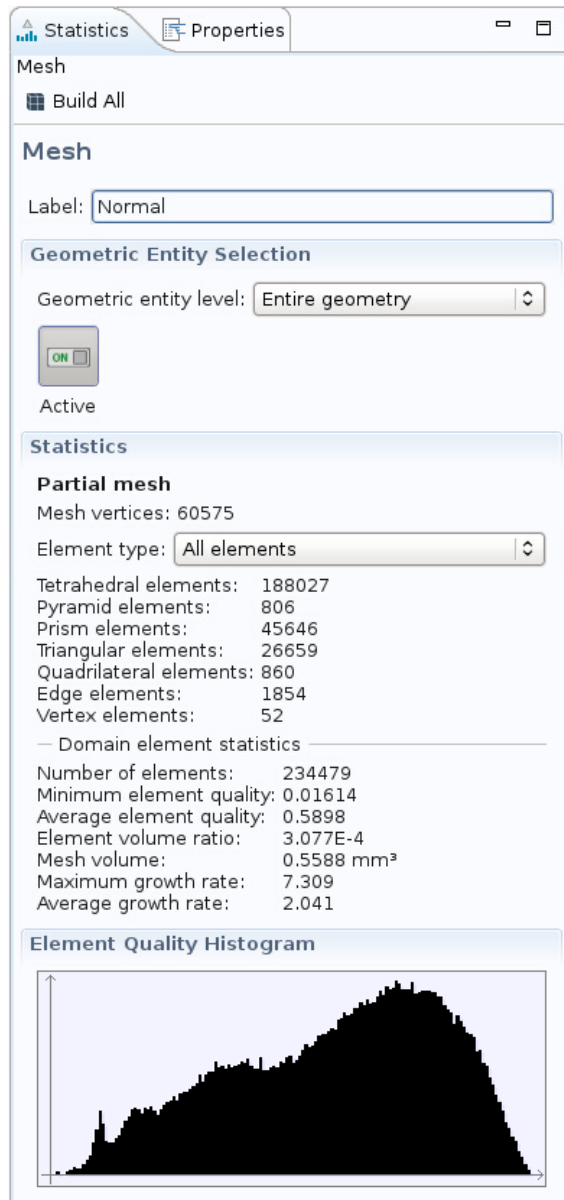 Statistics Properties
Mesh
Build All
Mesh
Label: Normal
Geometric Entity Selection
Geometric entity level: Entire geometry
ON
Active
Statistics
Partial mesh
Mesh vertices: 60575
Element type: All elements
Tetrahedral elements: 188027
Pyramid elements: 806
Prism elements: 45646
Triangular elements: 26659
Quadrilateral elements: 860
Edge elements: 1854
Vertex elements: 52
Domain element statistics
Number of elements: 234479
Minimum element quality: 0.01614
Average element quality: 0.5898
Element volume ratio: 3.077E-4
Mesh volume: 0.5588 mm³
Maximum growth rate: 7.309
Average growth rate: 2.041
Element Quality Histogram